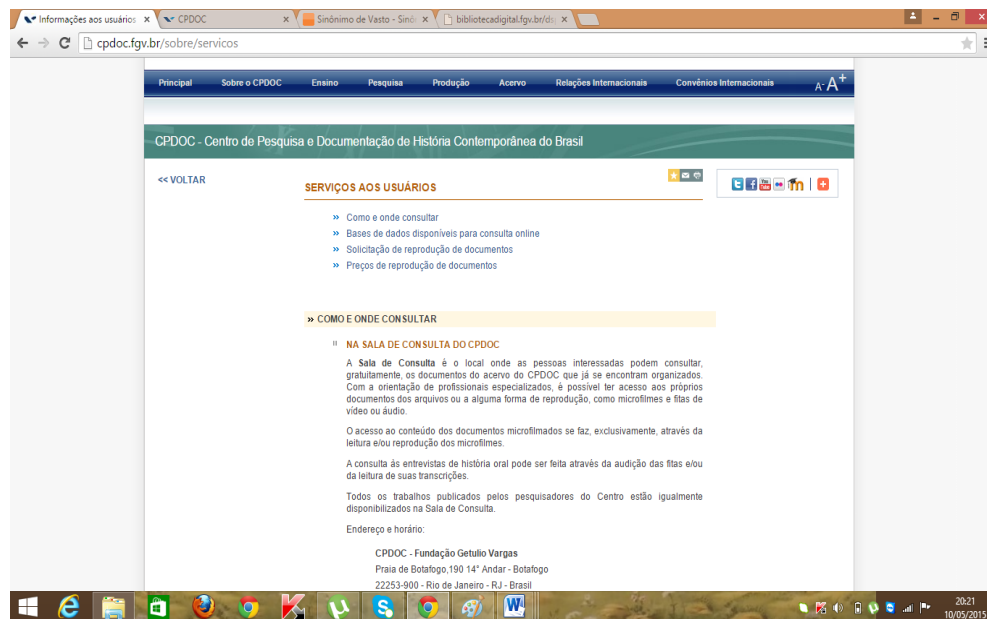 Informações aos usuários
CPDOC
Sinônimo de Vasto - Sinô
bibliotecadigital.fgv.br/ds
cpdoc.fgv.br/sobre/servicos
Principal Sobre o CPDOC Ensino Pesquisa Produção Acervo Relações Internacionais Convênios Internacionais A- A+
CPDOC - Centro de Pesquisa e Documentação de História Contemporânea do Brasil
<< VOLTAR
SERVIÇOS AOS USUÁRIOS
» Como e onde consultar
» Bases de dados disponíveis para consulta online
» Solicitação de reprodução de documentos
» Preços de reprodução de documentos
» COMO E ONDE CONSULTAR
NA SALA DE CONSULTA DO CPDOC
A Sala de Consulta é o local onde as pessoas interessadas podem consultar,
gratuitamente, os documentos do acervo do CPDOC que já se encontram organizados.
Com a orientação de profissionais especializados, é possível ter acesso aos próprios
documentos dos arquivos ou a alguma forma de reprodução, como microfilmes e fitas de
vídeo ou áudio.
O acesso ao conteúdo dos documentos microfilmados se faz, exclusivamente, através da
leitura e/ou reprodução dos microfilmes.
A consulta às entrevistas de história oral pode ser feita através da audição das fitas e/ou
da leitura de suas transcrições.
Todos os trabalhos publicados pelos pesquisadores do Centro estão igualmente
disponibilizados na Sala de Consulta.
Endereço e horário:
CPDOC - Fundação Getulio Vargas
Praia de Botafogo,190 14° Andar - Botafogo
22253-900 - Rio de Janeiro - RJ - Brasil
20:21
10/05/2015